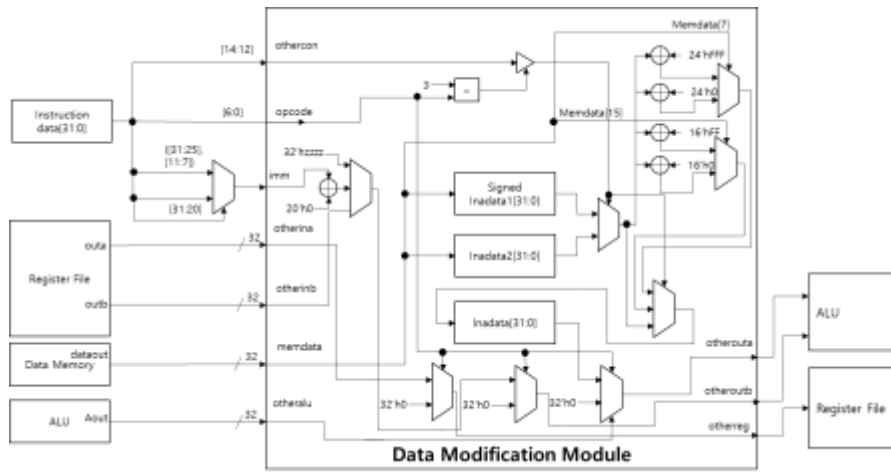 Memdata(7)
[14:12]
othercon
24'hFFF
3
=
Instruction
data(31:0)
[6:0]
opcode
24'h0
Memdata(15)
16'hFF
([31:25],
[11:7])
32'hzzzz
imm
16'h0
Signed
Inadata1(31:0)
(31:20)
20'h0
otherina
outa
32
Inadata2(31:0)
Register File
outb
32
otherinb
ALU
Inadata(31:0)
otherouta
dataout
Data Memory
32
memdata
otheroutb
32'h0
32'h0
32'h0
otheralu
Aout
ALU
32
otherreg
Register File
Data Modification Module